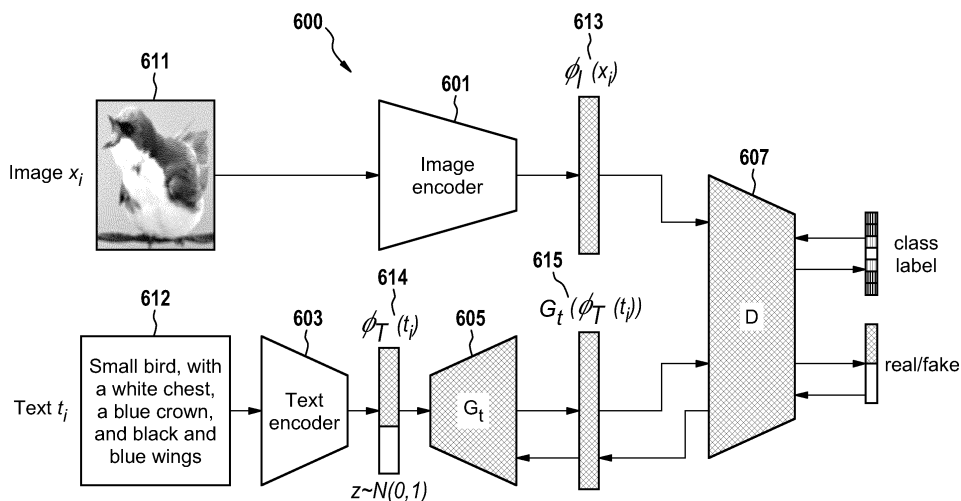 600
613
611
601
ϕI (xi)
607
Image xi
Image
encoder
class
label
615
614
612
603
605
Gt (ϕT (ti))
ϕT (ti)
D
Small bird, with
a white chest,
a blue crown,
and black and
blue wings
Text ti
Text
encoder
Gt
real/fake
z~N(0,1)